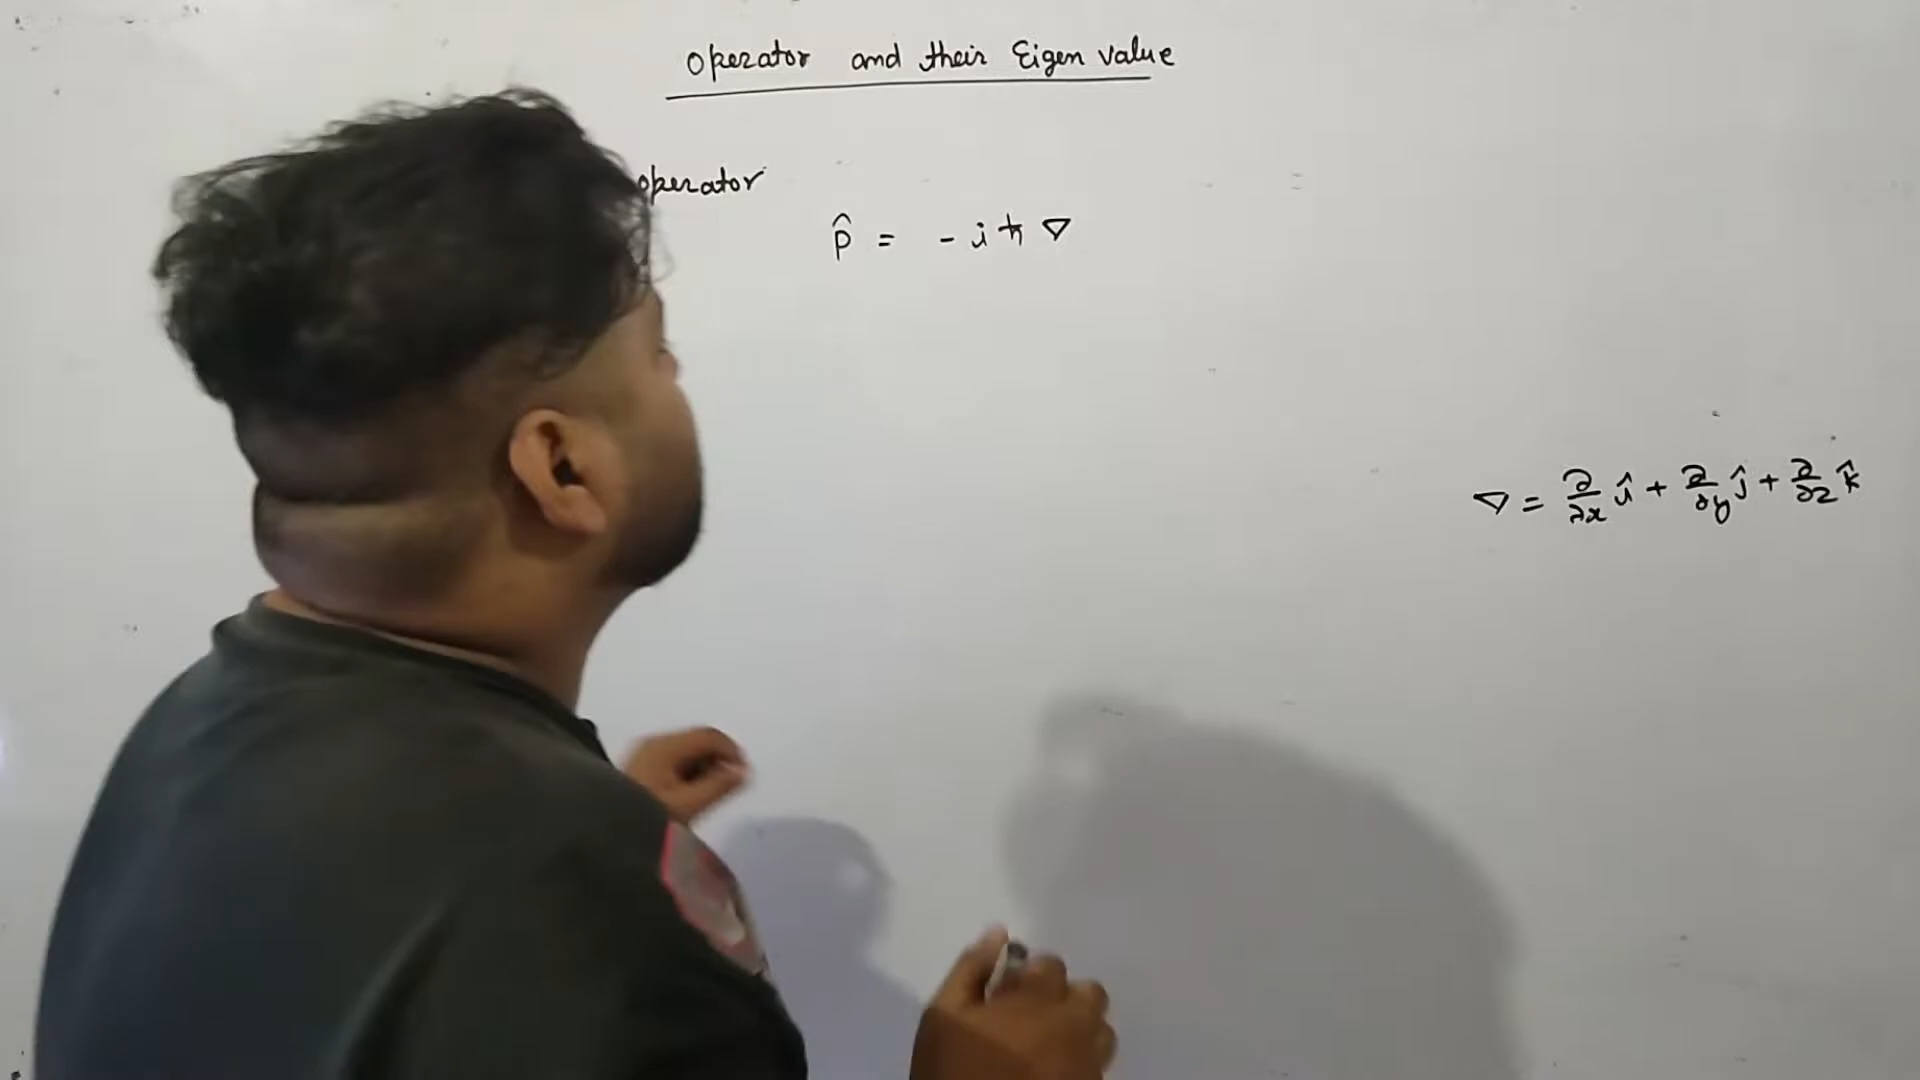 Operator and their Eigen value
operator
p̂ = - iħ ∇
∇ = ∂/∂x î + ∂/∂y ĵ + ∂/∂z k̂